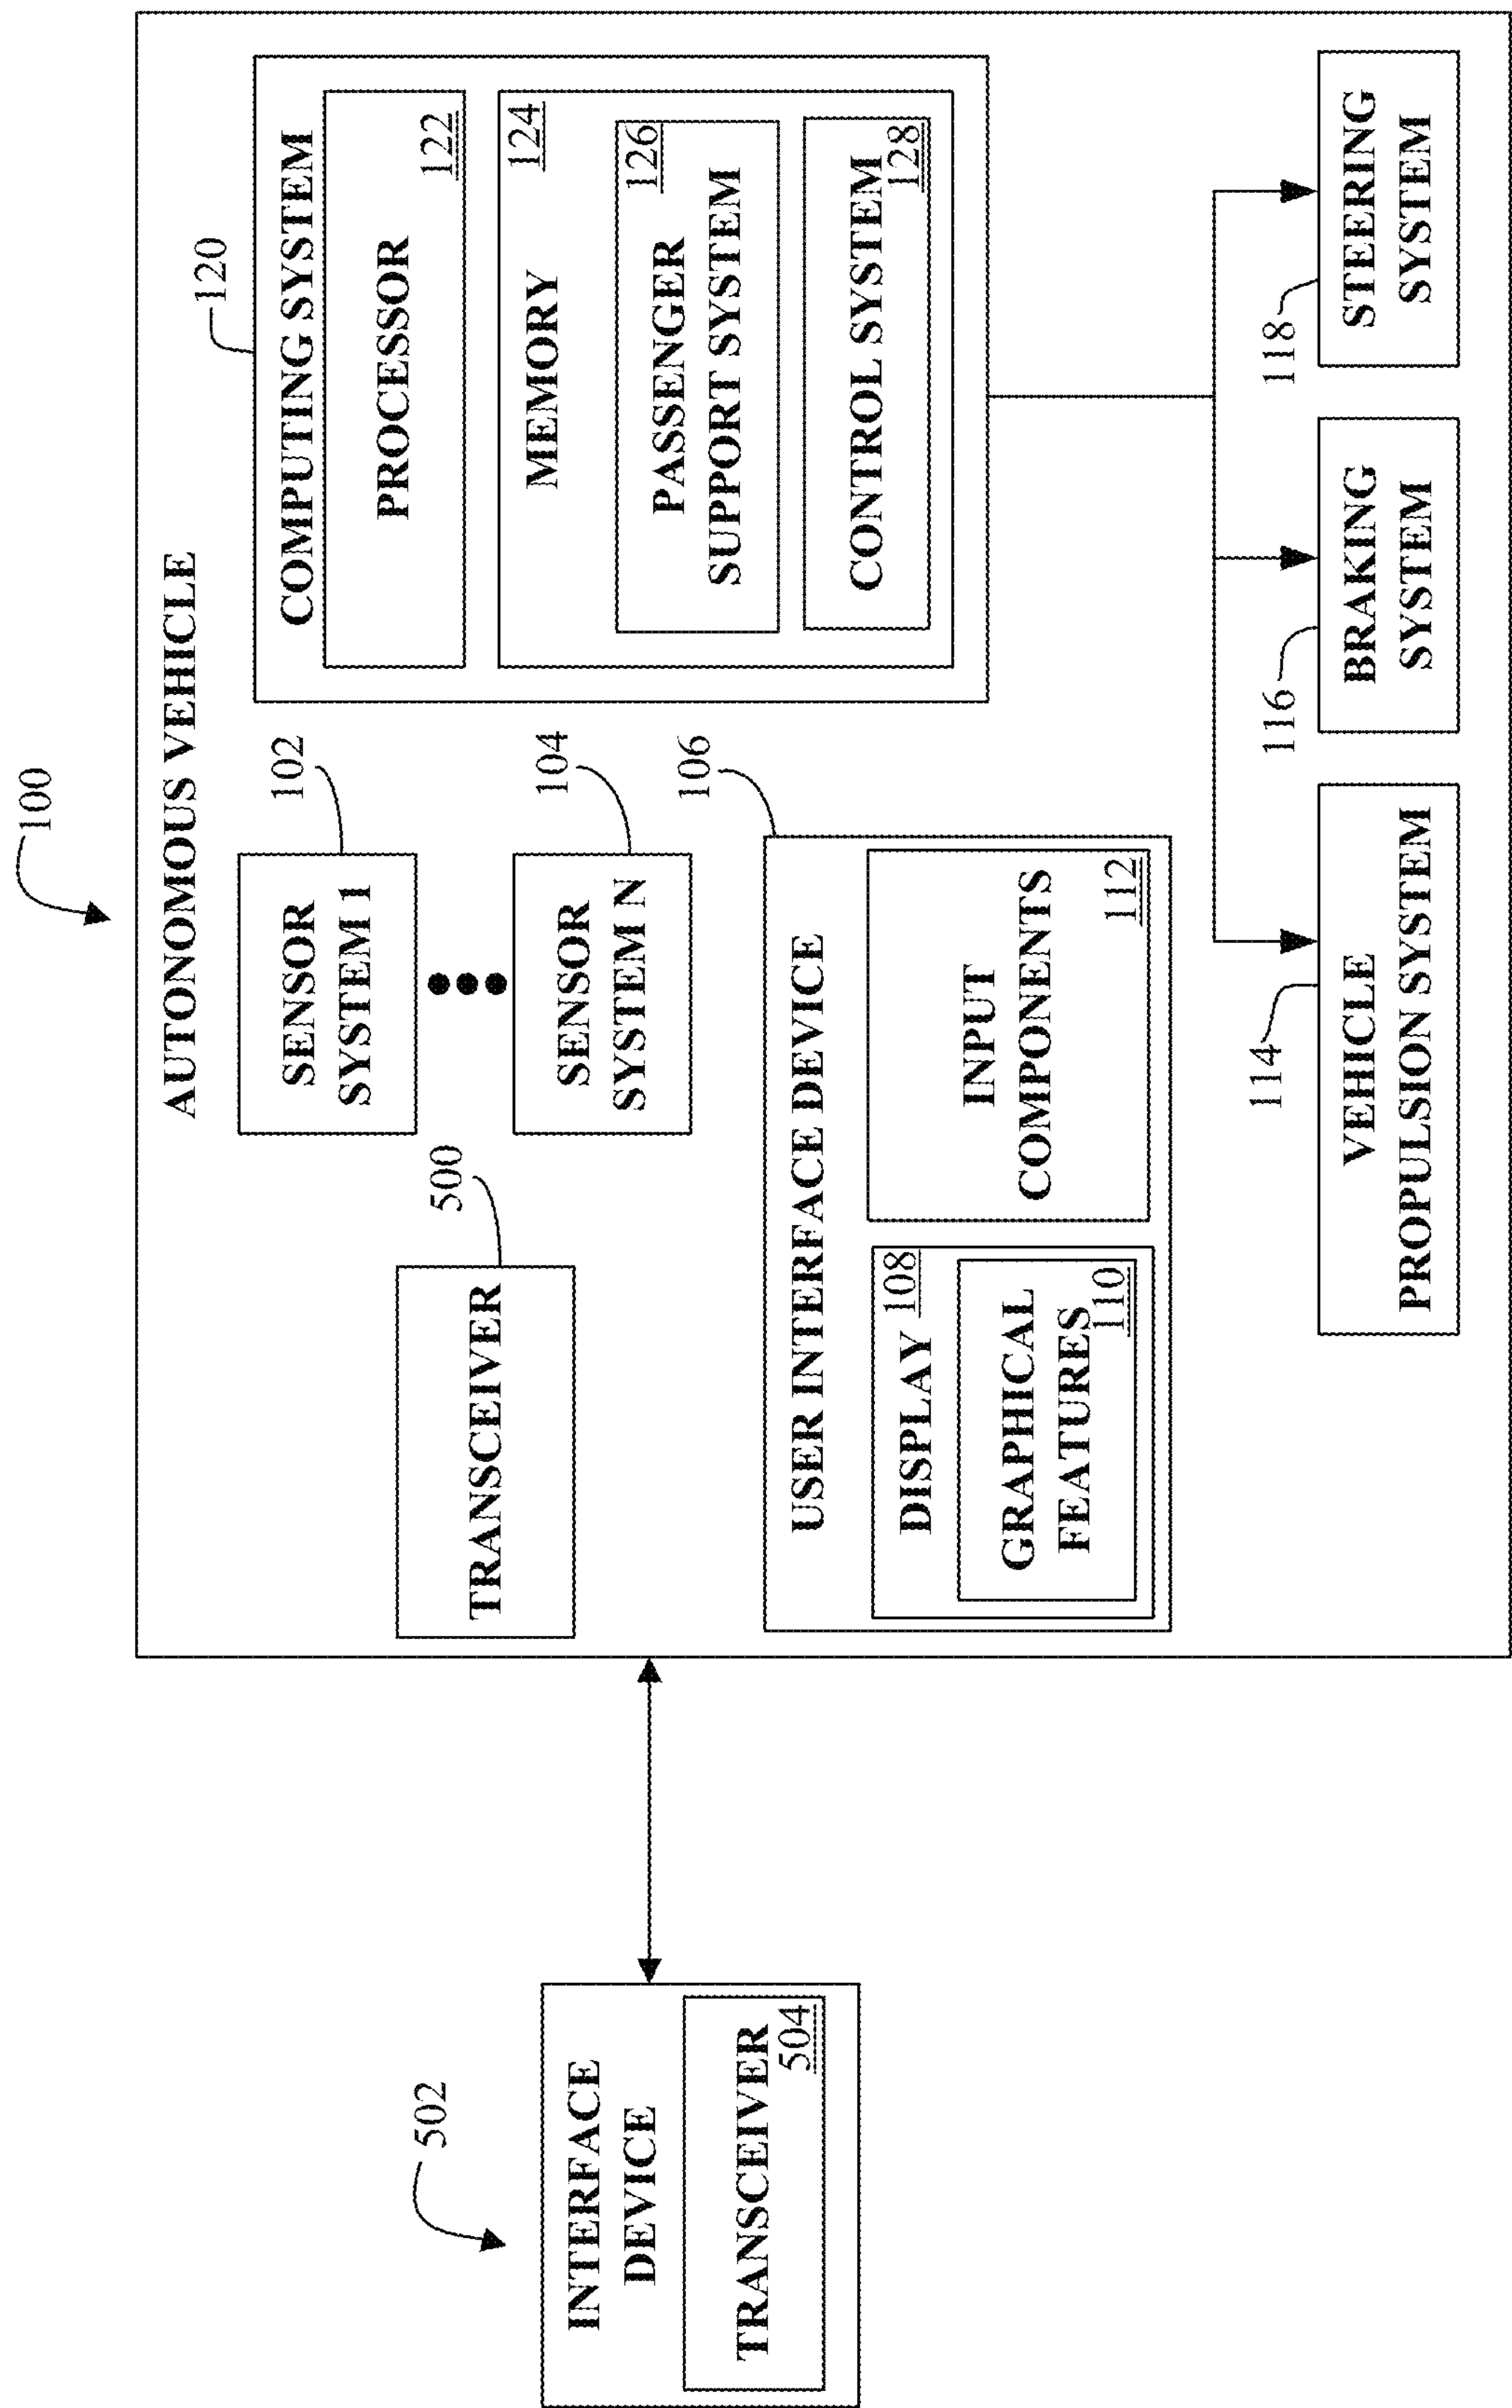 100
AUTONOMOUS VEHICLE
502
INTERFACE
DEVICE
TRANSCEIVER
504
500
TRANSCEIVER
102
SENSOR
SYSTEM 1
104
SENSOR
SYSTEM N
106
USER INTERFACE DEVICE
DISPLAY
108
GRAPHICAL
FEATURES
110
INPUT
COMPONENTS
112
120
COMPUTING SYSTEM
PROCESSOR
122
MEMORY
124
PASSENGER
SUPPORT SYSTEM
126
CONTROL SYSTEM
128
114
VEHICLE
PROPULSION SYSTEM
116
BRAKING
SYSTEM
118
STEERING
SYSTEM